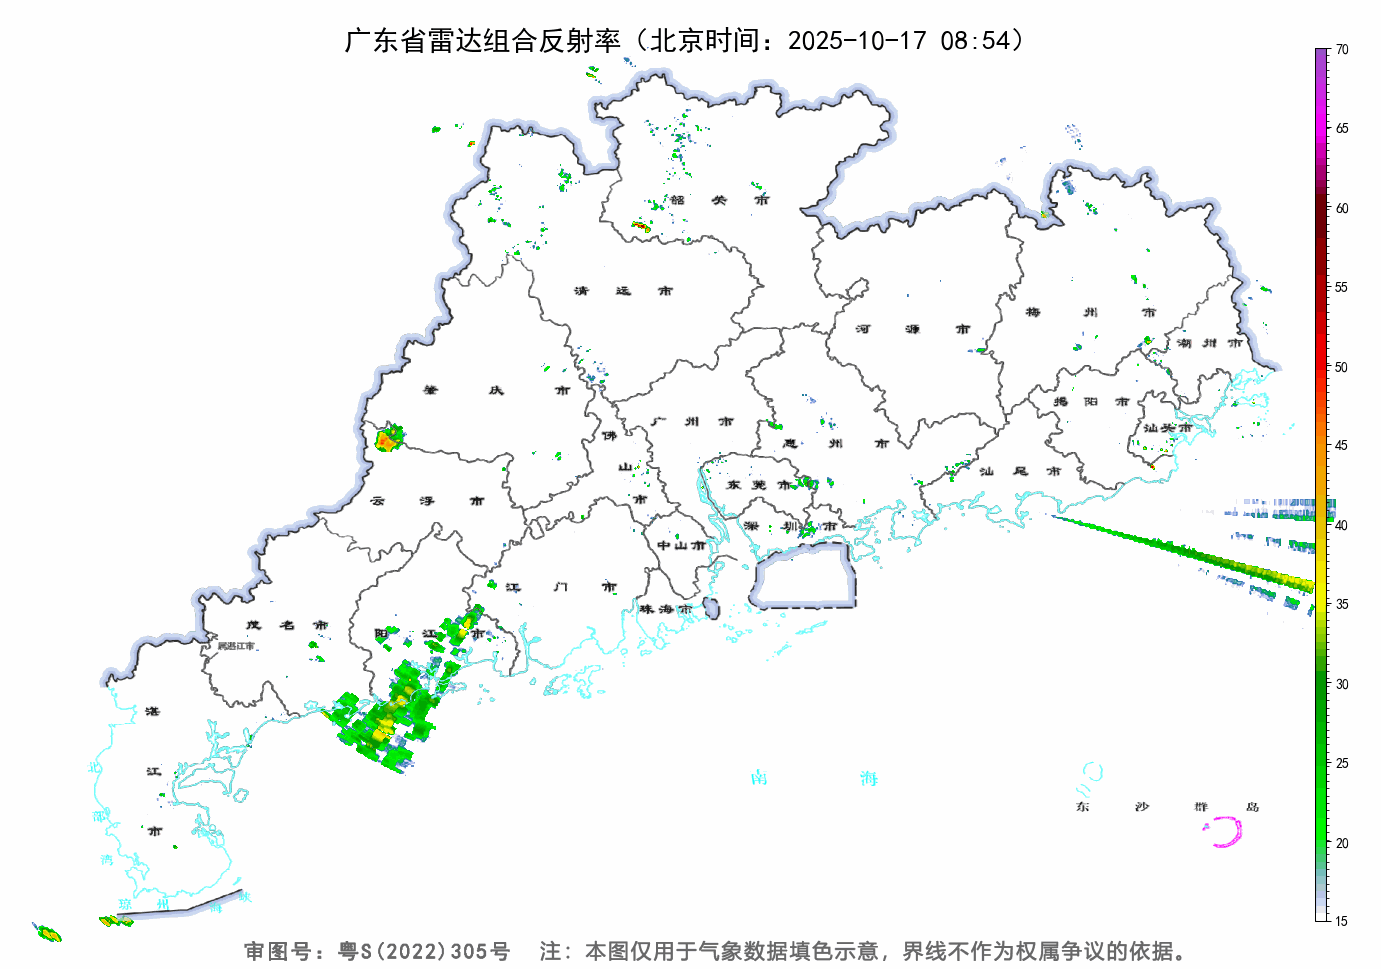 广东省雷达组合反射率（北京时间：2025-10-17 08:54）
70
65
60
55
50
45
40
35
30
25
20
15
韶关市
清远市
河源市
梅州市
潮州市
肇庆市
广州市
惠州市
揭阳市
汕头市
佛山市
云浮市
东莞市
汕尾市
深圳市
中山市
江门市
珠海市
茂名市
阳江市
属湛江市
湛江市
北部湾
南海
东沙群岛
琼州海峡
审图号：粤S(2022)305号 注：本图仅用于气象数据填色示意，界线不作为权属争议的依据。